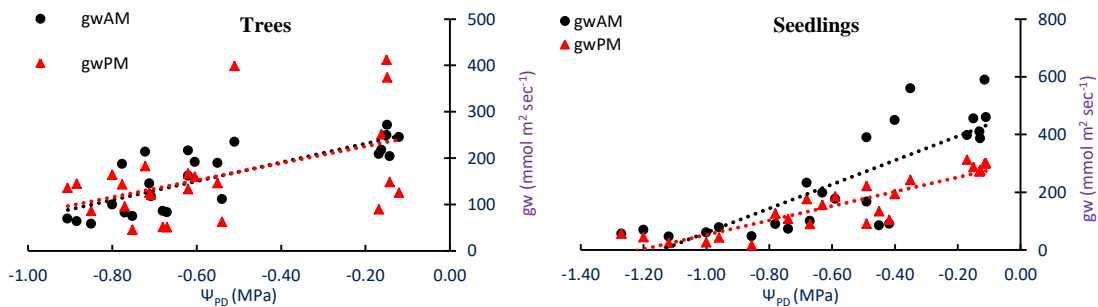 Trees
gwAM
gwPM
500
400
300
200
100
0
gw (mmol m² sec⁻¹)
-1.00 -0.80 -0.60 -0.40 -0.20 0.00
ΨPD (MPa)
Seedlings
gwAM
gwPM
800
600
400
200
0
gw (mmol m² sec⁻¹)
-1.40 -1.20 -1.00 -0.80 -0.60 -0.40 -0.20 0.00
Ψ PD (MPa)